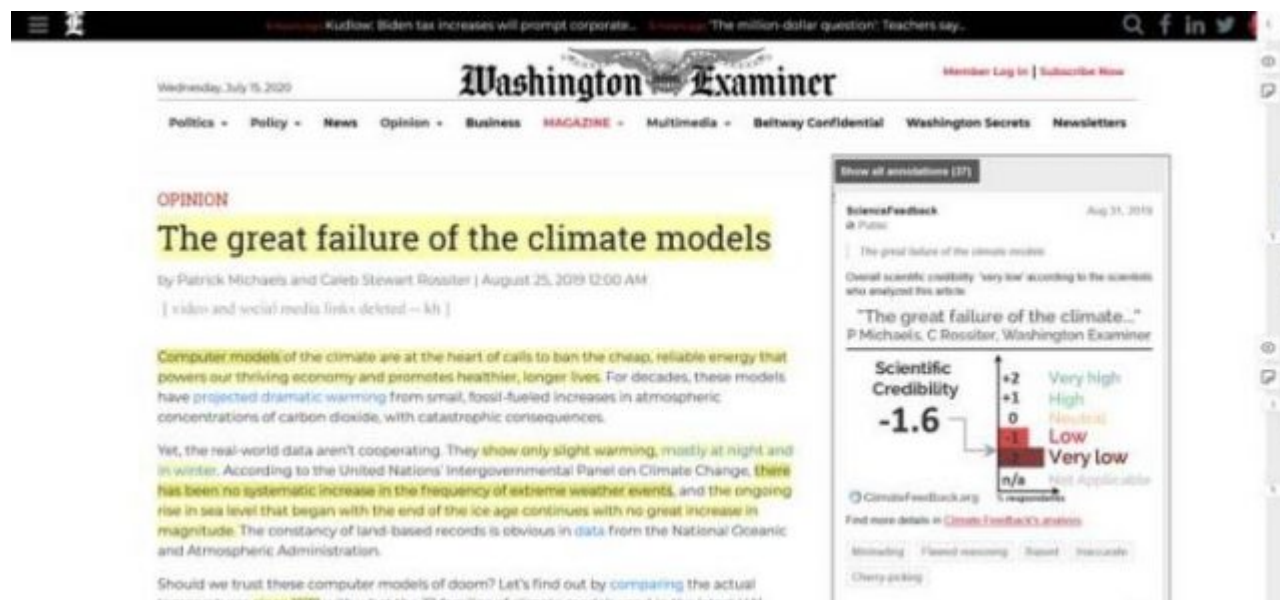 Kudlow: Biden tax increases will prompt corporate... 'The million-dollar question': Teachers say...
Washington Examiner
Wednesday, July 15, 2020
Member Log In | Subscribe Now
Politics Policy News Opinion Business MAGAZINE Multimedia Beltway Confidential Washington Secrets Newsletters
OPINION
The great failure of the climate models
by Patrick Michaels and Caleb Stewart Rossiter | August 25, 2019 12:00 AM
[ video and social media links deleted -- kh ]
Computer models of the climate are at the heart of calls to ban the cheap, reliable energy that
powers our thriving economy and promotes healthier, longer lives. For decades, these models
have projected dramatic warming from small, fossil-fueled increases in atmospheric
concentrations of carbon dioxide, with catastrophic consequences.
Yet, the real-world data aren't cooperating. They show only slight warming, mostly at night and
in winter. According to the United Nations' Intergovernmental Panel on Climate Change, there
has been no systematic increase in the frequency of extreme weather events, and the ongoing
rise in sea level that began with the end of the ice age continues with no great increase in
magnitude. The constancy of land-based records is obvious in data from the National Oceanic
and Atmospheric Administration.
Should we trust these computer models of doom? Let's find out by comparing the actual
Show all annotations (37)
ScienceFeedback Aug 31, 2019
Public
The great failure of the climate models
Overall scientific credibility: 'very low' according to the scientists
who analyzed this article.
"The great failure of the climate..."
P Michaels, C Rossiter, Washington Examiner
Scientific
Credibility
-1.6
+2 Very high
+1 High
0 Neutral
-1 Low
-2 Very low
n/a Not Applicable
ClimateFeedback.org % respondents
Find more details in Climate Feedback's analysis
Misleading Flawed reasoning Biased Inaccurate
Cherry-picking